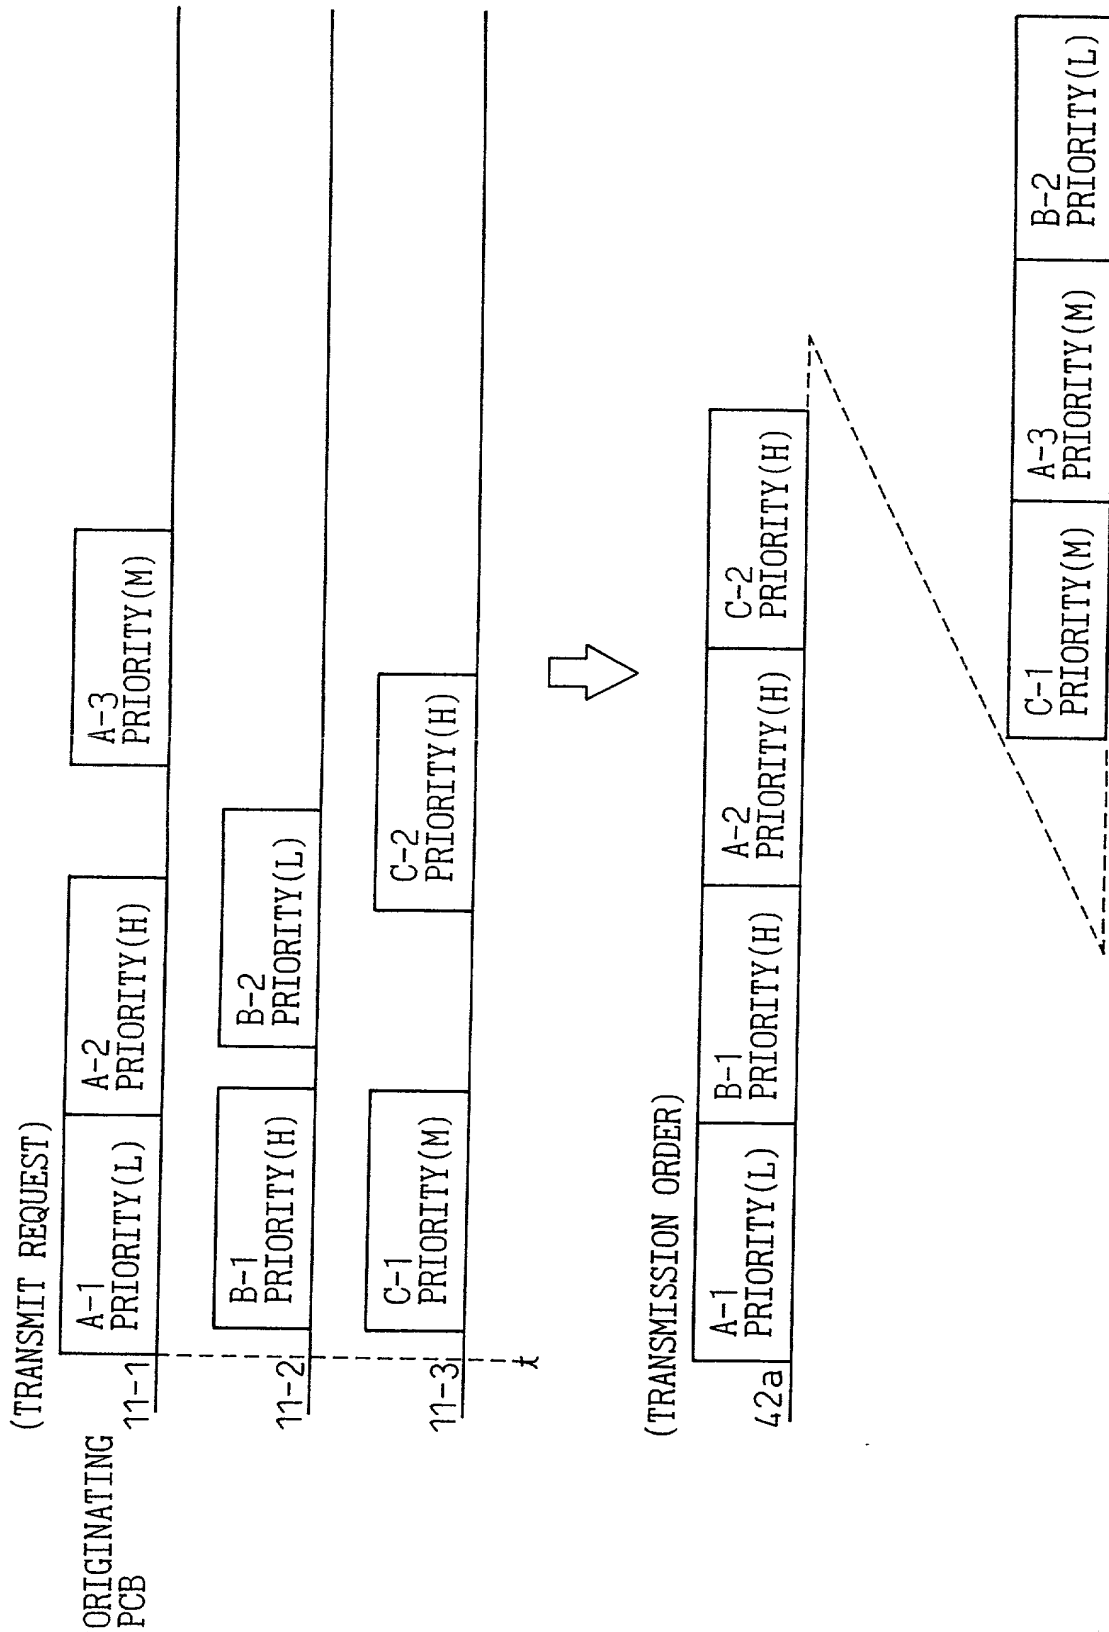 (TRANSMIT REQUEST)
ORIGINATING
PCB
11-1
A-1
PRIORITY(L)
A-2
PRIORITY(H)
A-3
PRIORITY(M)
11-2
B-1
PRIORITY(H)
B-2
PRIORITY(L)
11-3
C-1
PRIORITY(M)
C-2
PRIORITY(H)
t
(TRANSMISSION ORDER)
42a
A-1
PRIORITY(L)
B-1
PRIORITY(H)
A-2
PRIORITY(H)
C-2
PRIORITY(H)
C-1
PRIORITY(M)
A-3
PRIORITY(M)
B-2
PRIORITY(L)